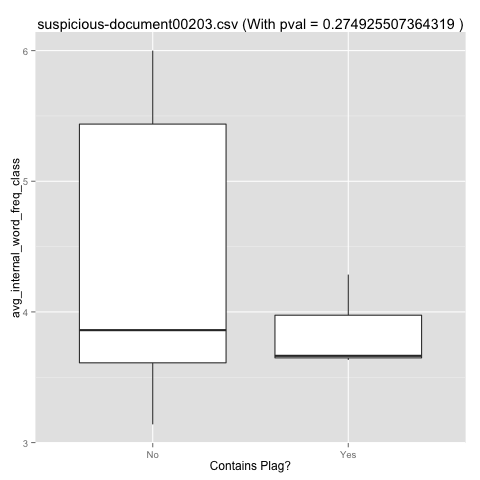 suspicious-document00203.csv (With pval = 0.274925507364319 )
avg_internal_word_freq_class
6
5
4
3
No
Yes
Contains Plag?